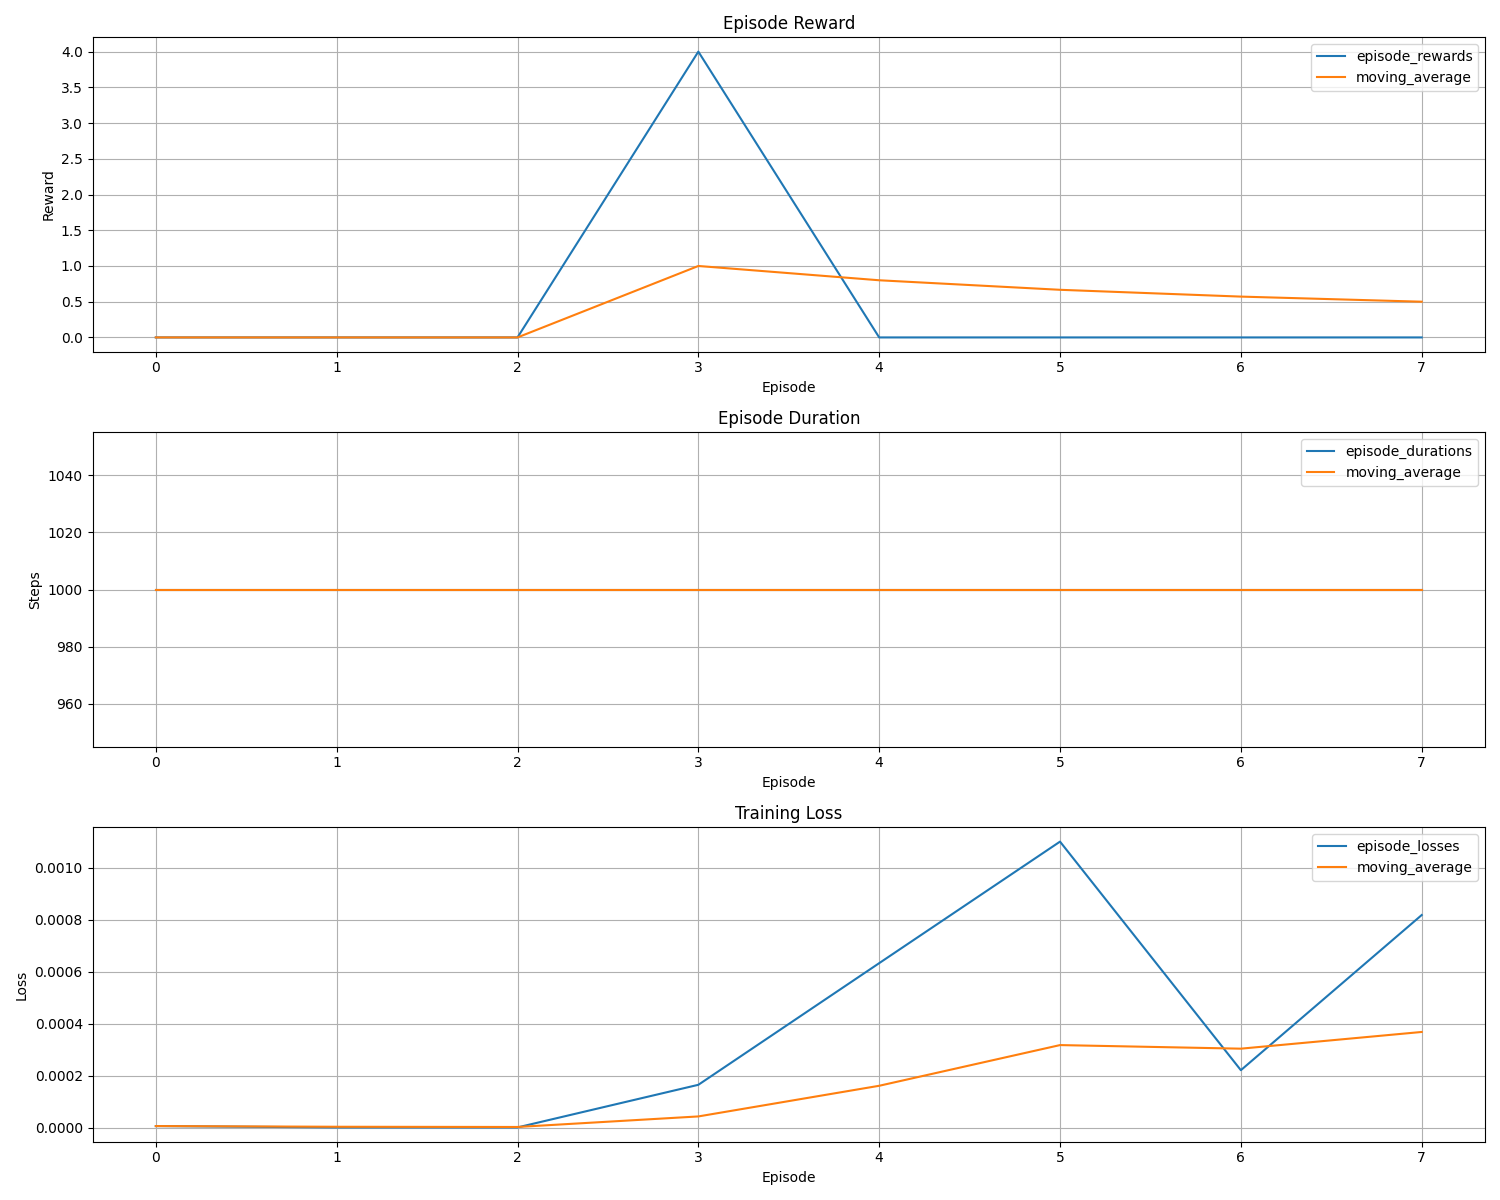 Episode Reward
episode_rewards
moving_average
4.0
3.5
3.0
2.5
2.0
1.5
1.0
0.5
0.0
Reward
0 1 2 3 4 5 6 7
Episode
Episode Duration
episode_durations
moving_average
1040
1020
1000
980
960
Steps
0 1 2 3 4 5 6 7
Episode
Training Loss
episode_losses
moving_average
0.0010
0.0008
0.0006
0.0004
0.0002
0.0000
Loss
0 1 2 3 4 5 6 7
Episode